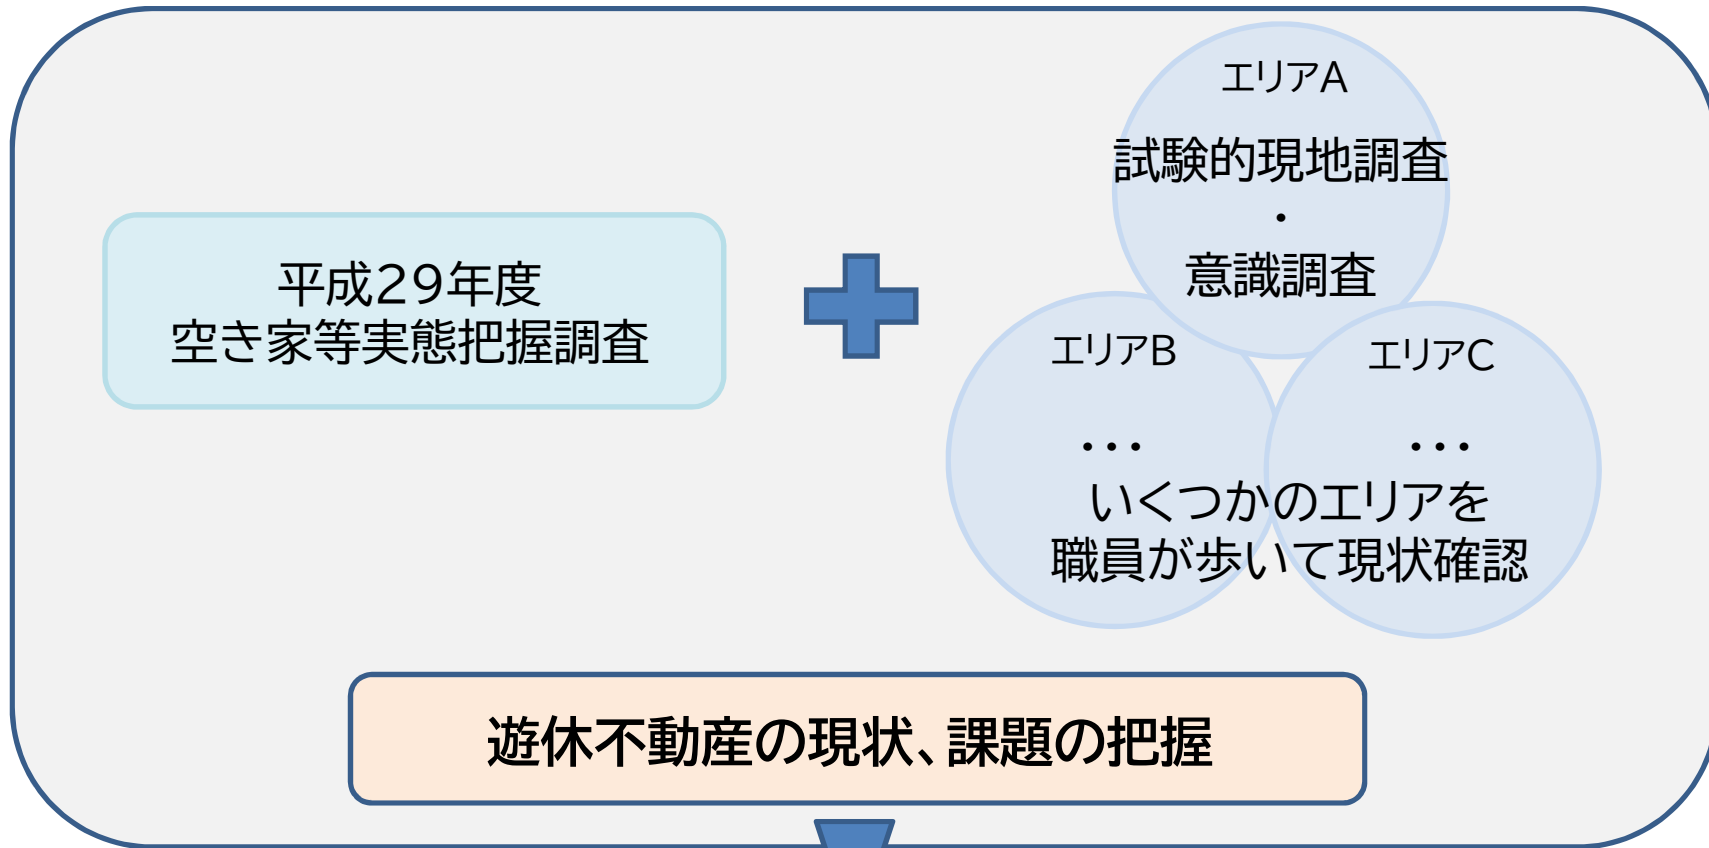 平成29年度
空き家等実態把握調査
エリアA
試験的現地調査
・
意識調査
エリアB
エリアC
・・・
・・・
いくつかのエリアを
職員が歩いて現状確認
遊休不動産の現状、課題の把握